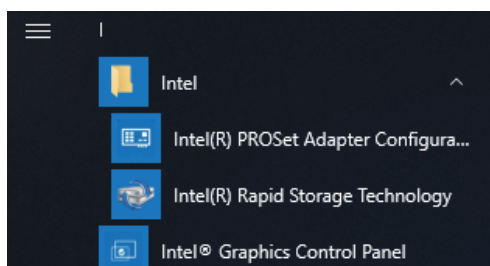 I
Intel
Intel(R) PROSet Adapter Configura...
Intel(R) Rapid Storage Technology
Intel® Graphics Control Panel